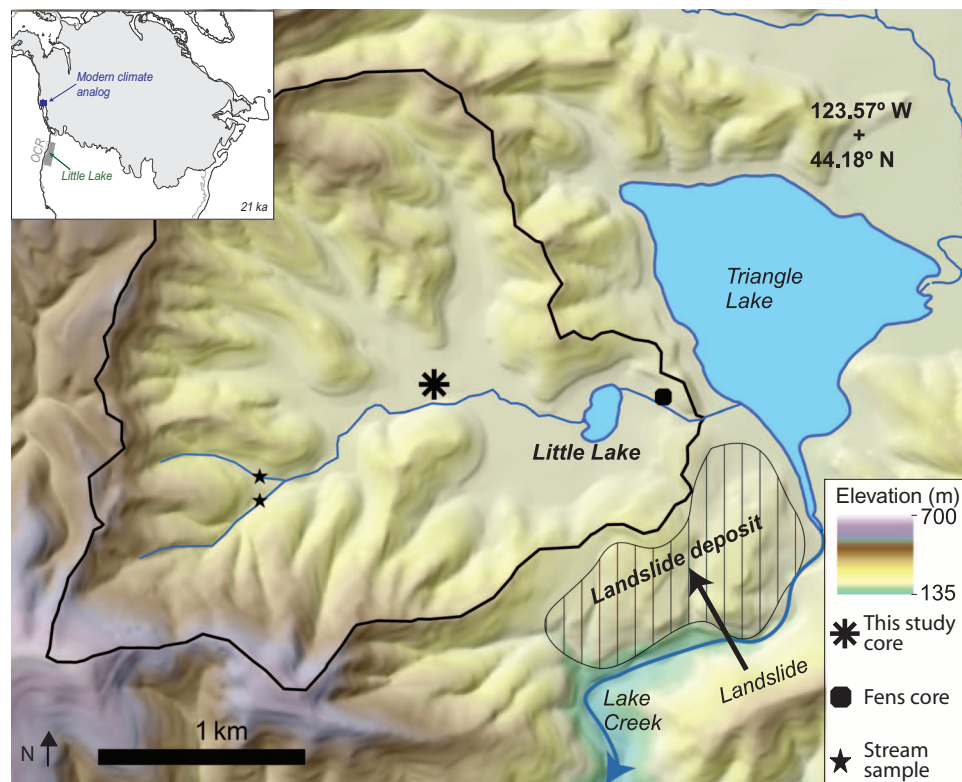 Modern climate
analog
OCR
Little Lake
21 ka
123.57º W
+
44.18º N
Triangle
Lake
Little Lake
Landslide deposit
Landslide
Lake
Creek
1 km
N
Elevation (m)
700
135
This study
core
Fens core
Stream
sample